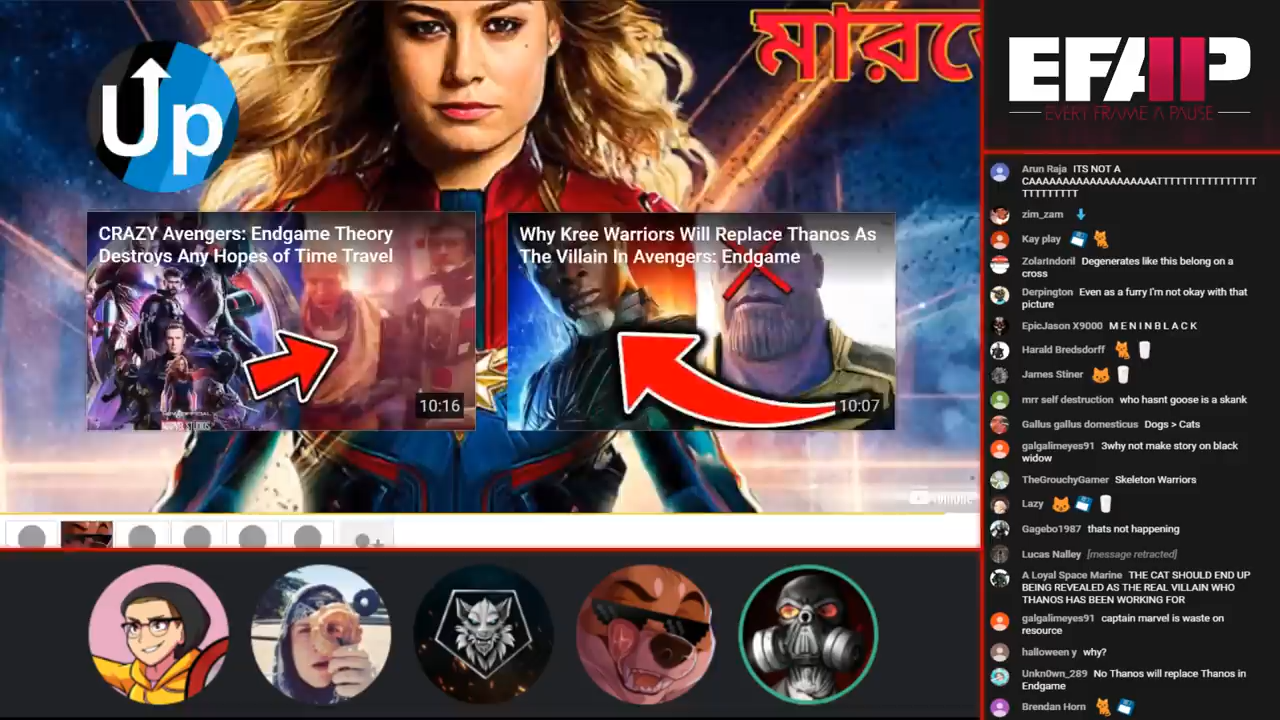 মারভে
Up
CRAZY Avengers: Endgame Theory
Destroys Any Hopes of Time Travel
10:16
Why Kree Warriors Will Replace Thanos As
The Villain In Avengers: Endgame
10:07
MARVEL STUDIOS
EFAP
EVERY FRAME A PAUSE
Arun Raja ITS NOT A
CAAAAAAAAAAAAAAAAAAATTTTTTTTTTTTTTTTT
TTTTTTTTTT
zim_zam
Kay play
ZolarIndoril Degenerates like this belong on a
cross
Derpington Even as a furry I'm not okay with that
picture
EpicJason X9000 M E N I N B L A C K
Harald Bredsdorff
James Stiner
mrr self destruction who hasnt goose is a skank
Gallus gallus domesticus Dogs > Cats
galgalimeyes91 3why not make story on black
widow
TheGrouchyGamer Skeleton Warriors
Lazy
Gagebo1987 thats not happening
Lucas Nalley [message retracted]
A Loyal Space Marine THE CAT SHOULD END UP
BEING REVEALED AS THE REAL VILLAIN WHO
THANOS HAS BEEN WORKING FOR
galgalimeyes91 captain marvel is waste on
resource
halloween y why?
Unkn0wn_289 No Thanos will replace Thanos in
Endgame
Brendan Horn